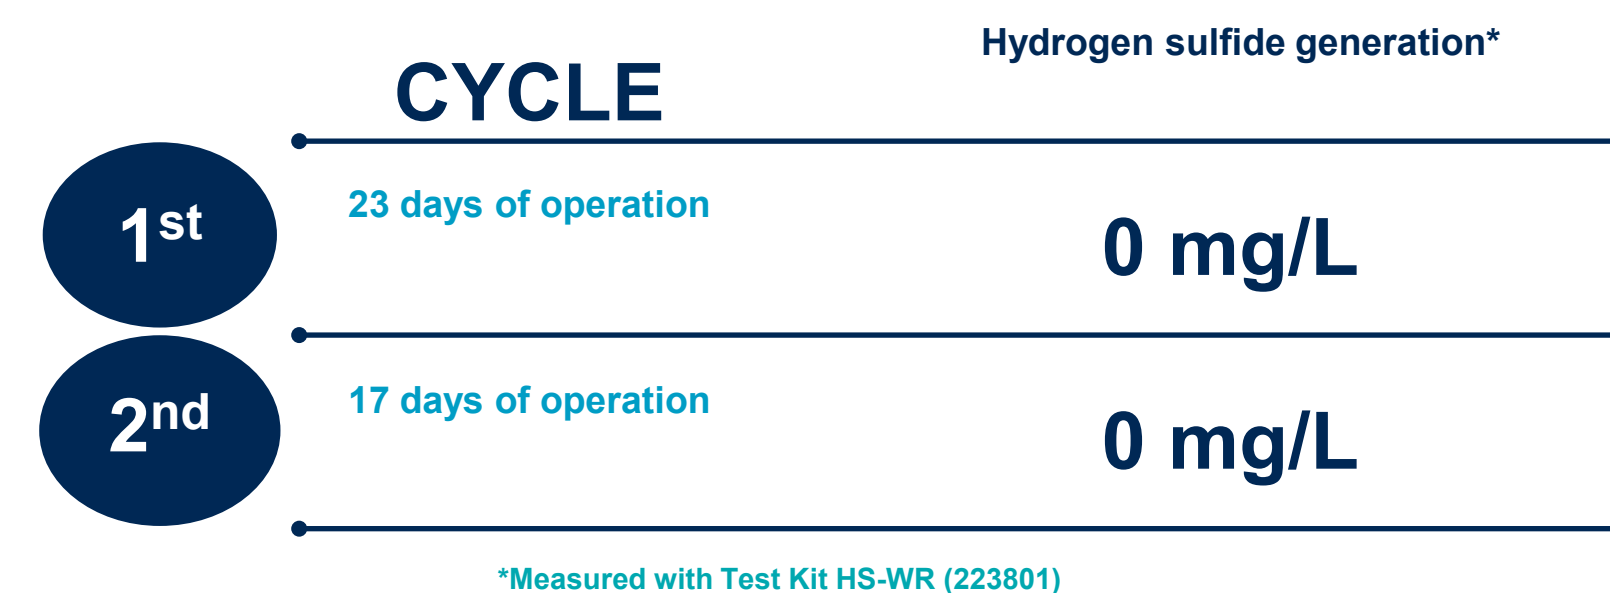 Hydrogen sulfide generation*
CYCLE
1st
23 days of operation
0 mg/L
2nd
17 days of operation
0 mg/L
*Measured with Test Kit HS-WR (223801)